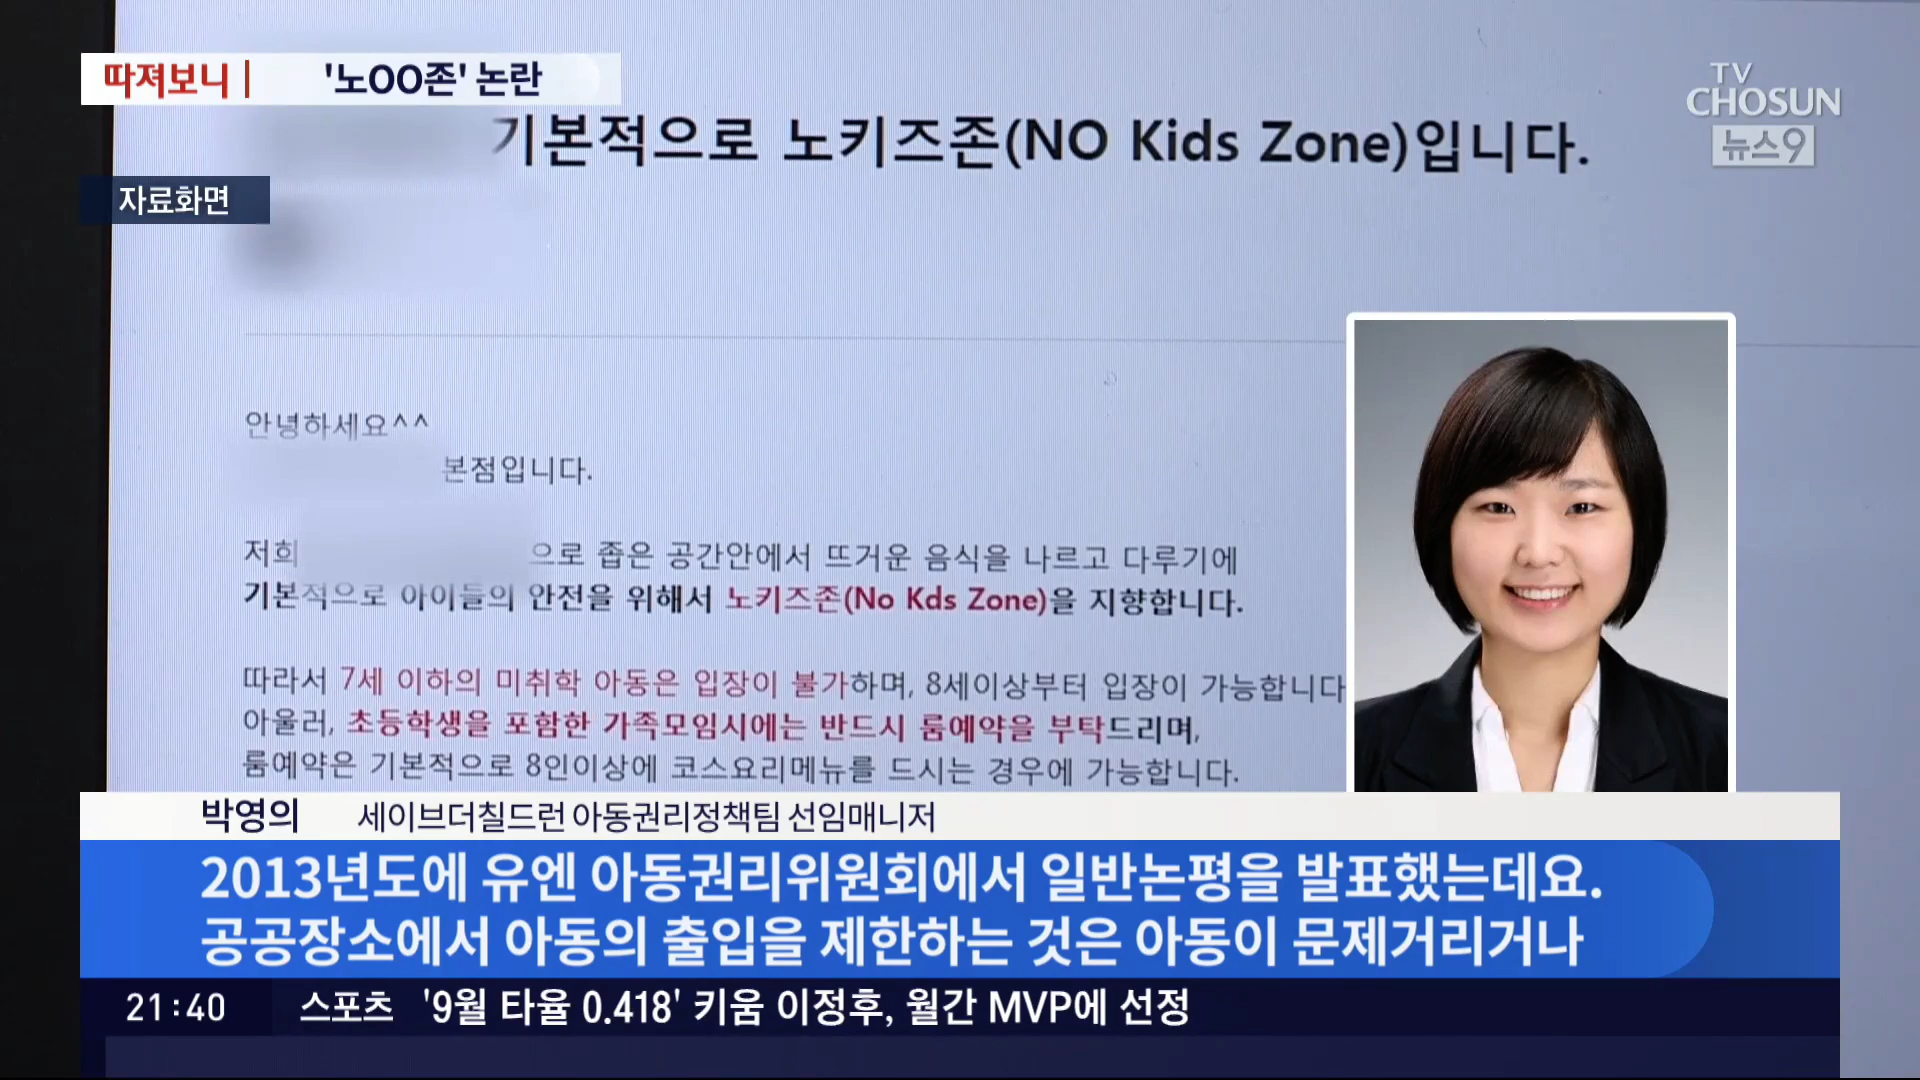 따져보니 '노OO존' 논란
TV
CHOSUN
뉴스9
기본적으로 노키즈존(NO Kids Zone)입니다.
자료화면
안녕하세요^^
본점입니다.
저희 으로 좁은 공간안에서 뜨거운 음식을 나르고 다루기에
기본적으로 아이들의 안전을 위해서 노키즈존(No Kds Zone)을 지향합니다.
따라서 7세 이하의 미취학 아동은 입장이 불가하며, 8세이상부터 입장이 가능합니다
아울러, 초등학생을 포함한 가족모임시에는 반드시 룸예약을 부탁드리며,
룸예약은 기본적으로 8인이상에 코스요리메뉴를 드시는 경우에 가능합니다.
박영의 세이브더칠드런 아동권리정책팀 선임매니저
2013년도에 유엔 아동권리위원회에서 일반논평을 발표했는데요.
공공장소에서 아동의 출입을 제한하는 것은 아동이 문제거리거나
21:40 스포츠 '9월 타율 0.418' 키움 이정후, 월간 MVP에 선정